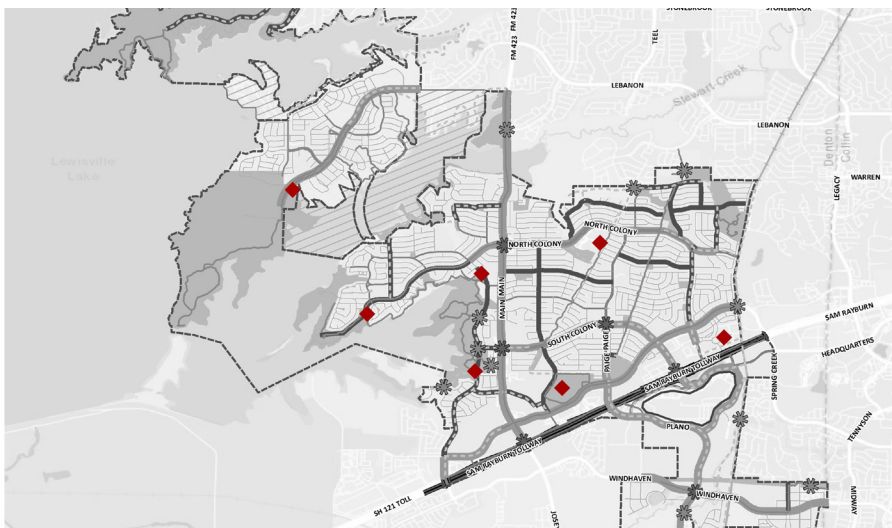 STONEBROOK
STONEBROOK
FM 423
FM 423
TEEL
LEBANON
Stewart Creek
LEBANON
Denton
Collin
Lewisville
Lake
WARREN
LEGACY
NORTH COLONY
NORTH COLONY
MAIN
MAIN
SOUTH COLONY
PAIGE
PAIGE
SAM RAYBURN
HEADQUARTERS
SAM RAYBURN TOLLWAY
SPRING CREEK
PLANO
TENNYSON
SAM RAYBURN TOLLWAY
WINDHAVEN
WINDHAVEN
MIDWAY
SH 121 TOLL